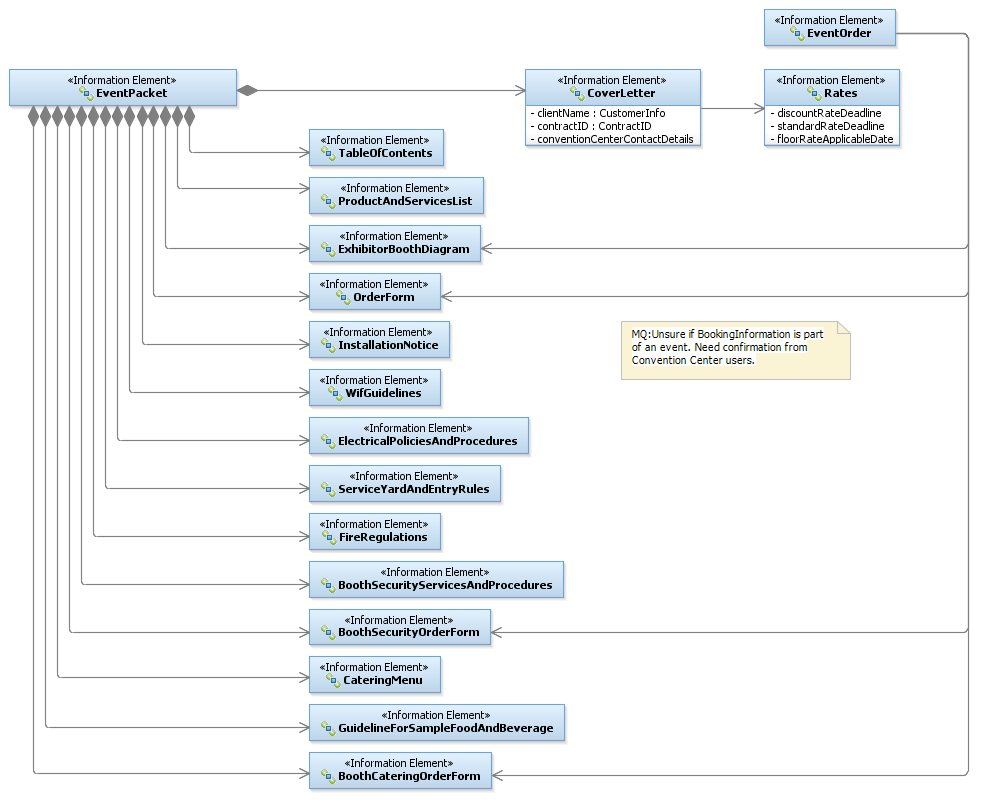 «Information Element»
EventOrder
«Information Element»
EventPacket
«Information Element»
CoverLetter
- clientName : CustomerInfo
- contractID : ContractID
- conventionCenterContactDetails
«Information Element»
Rates
- discountRateDeadline
- standardRateDeadline
- floorRateApplicableDate
«Information Element»
TableOfContents
«Information Element»
ProductAndServicesList
«Information Element»
ExhibitorBoothDiagram
«Information Element»
OrderForm
«Information Element»
InstallationNotice
MQ:Unsure if BookingInformation is part
of an event. Need confirmation from
Convention Center users.
«Information Element»
WifGuidelines
«Information Element»
ElectricalPoliciesAndProcedures
«Information Element»
ServiceYardAndEntryRules
«Information Element»
FireRegulations
«Information Element»
BoothSecurityServicesAndProcedures
«Information Element»
BoothSecurityOrderForm
«Information Element»
CateringMenu
«Information Element»
GuidelineForSampleFoodAndBeverage
«Information Element»
BoothCateringOrderForm